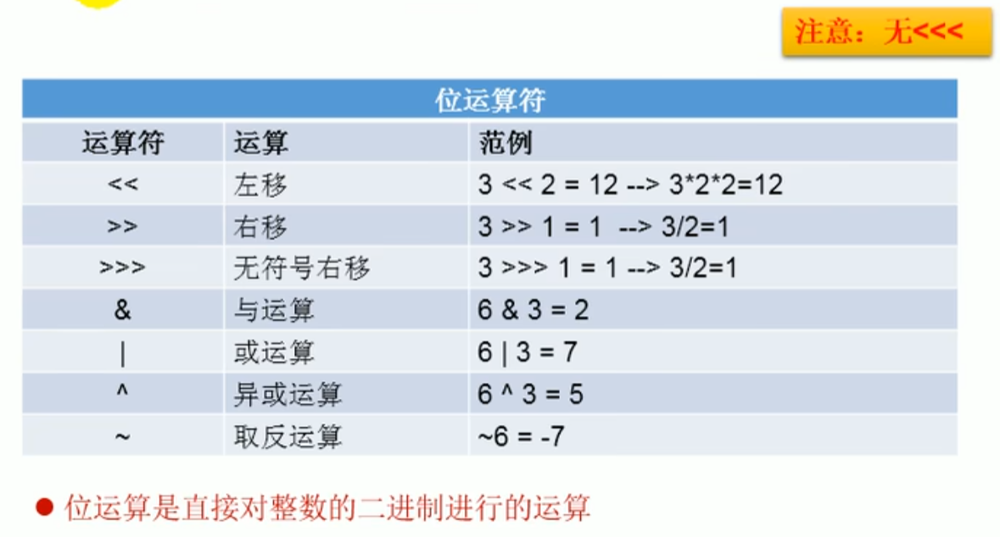 注意：无<<<
位运算符
运算符 运算 范例
<< 左移 3 << 2 = 12 --> 3*2*2=12
>> 右移 3 >> 1 = 1 --> 3/2=1
>>> 无符号右移 3 >>> 1 = 1 --> 3/2=1
& 与运算 6 & 3 = 2
| 或运算 6 | 3 = 7
^ 异或运算 6 ^ 3 = 5
~ 取反运算 ~6 = -7
● 位运算是直接对整数的二进制进行的运算